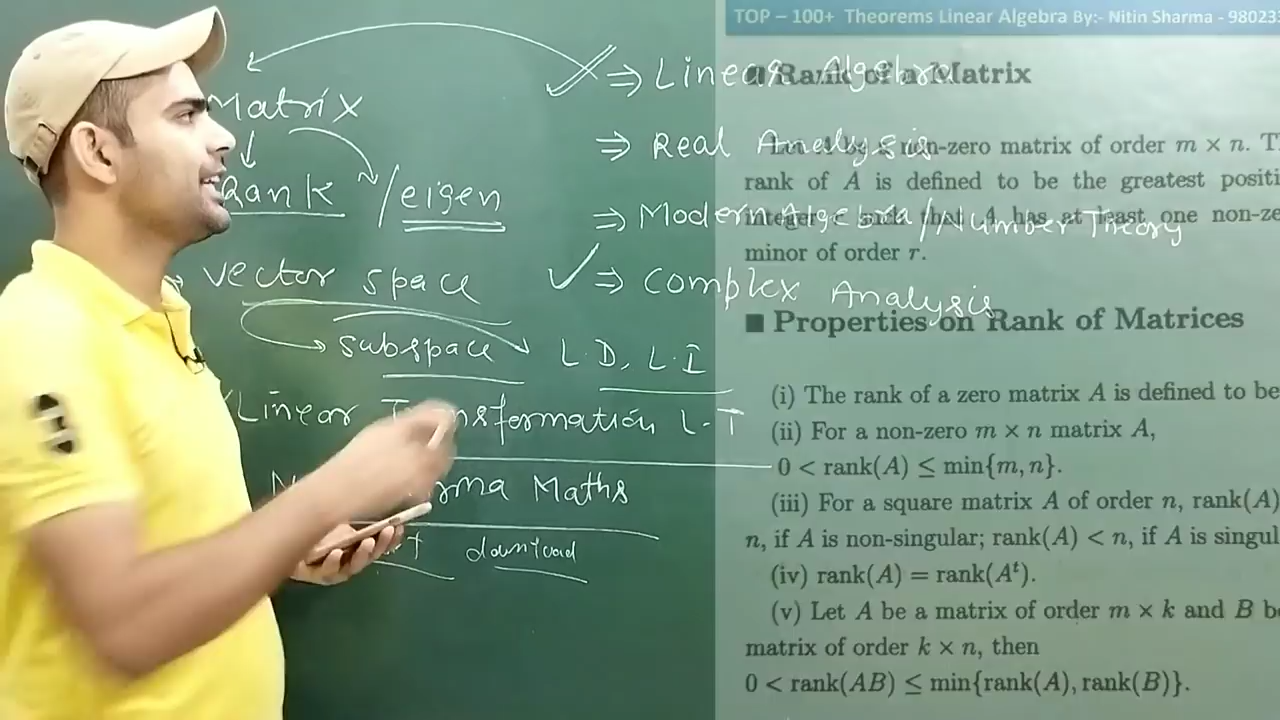 TOP – 100+ Theorems Linear Algebra By:- Nitin Sharma - 98023
Matrix
Rank / eigen
vector space
subspace L.D, L.I
Linear Transformation L.T
Maths
download
⇒ Linear Algebra
⇒ Real Analysis
⇒ Modern Algebra / Number Theory
⇒ Complex Analysis
■ Rank of a Matrix
non-zero matrix of order m × n.
rank of A is defined to be the greatest
integer r such that A has at least one
minor of order r.
■ Properties on Rank of Matrices
(i) The rank of a zero matrix A is defined to be
(ii) For a non-zero m × n matrix A,
0 < rank(A) ≤ min{m, n}.
(iii) For a square matrix A of order n, rank(A)
n, if A is non-singular; rank(A) < n, if A is
(iv) rank(A) = rank(Aᵗ).
(v) Let A be a matrix of order m × k and B
matrix of order k × n, then
0 < rank(AB) ≤ min{rank(A), rank(B)}.